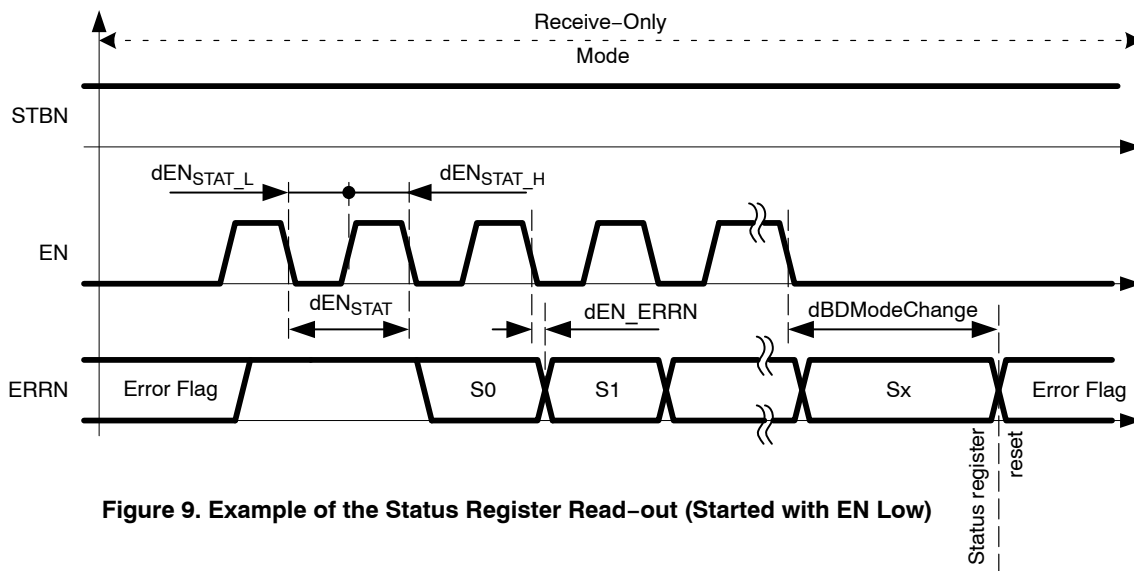 Receive−Only
Mode
STBN
dENSTAT_L
dENSTAT_H
EN
dENSTAT
dEN_ERRN
dBDModeChange
ERRN
Error Flag
S0
S1
Sx
Error Flag
Status register
reset
Figure 9. Example of the Status Register Read−out (Started with EN Low)